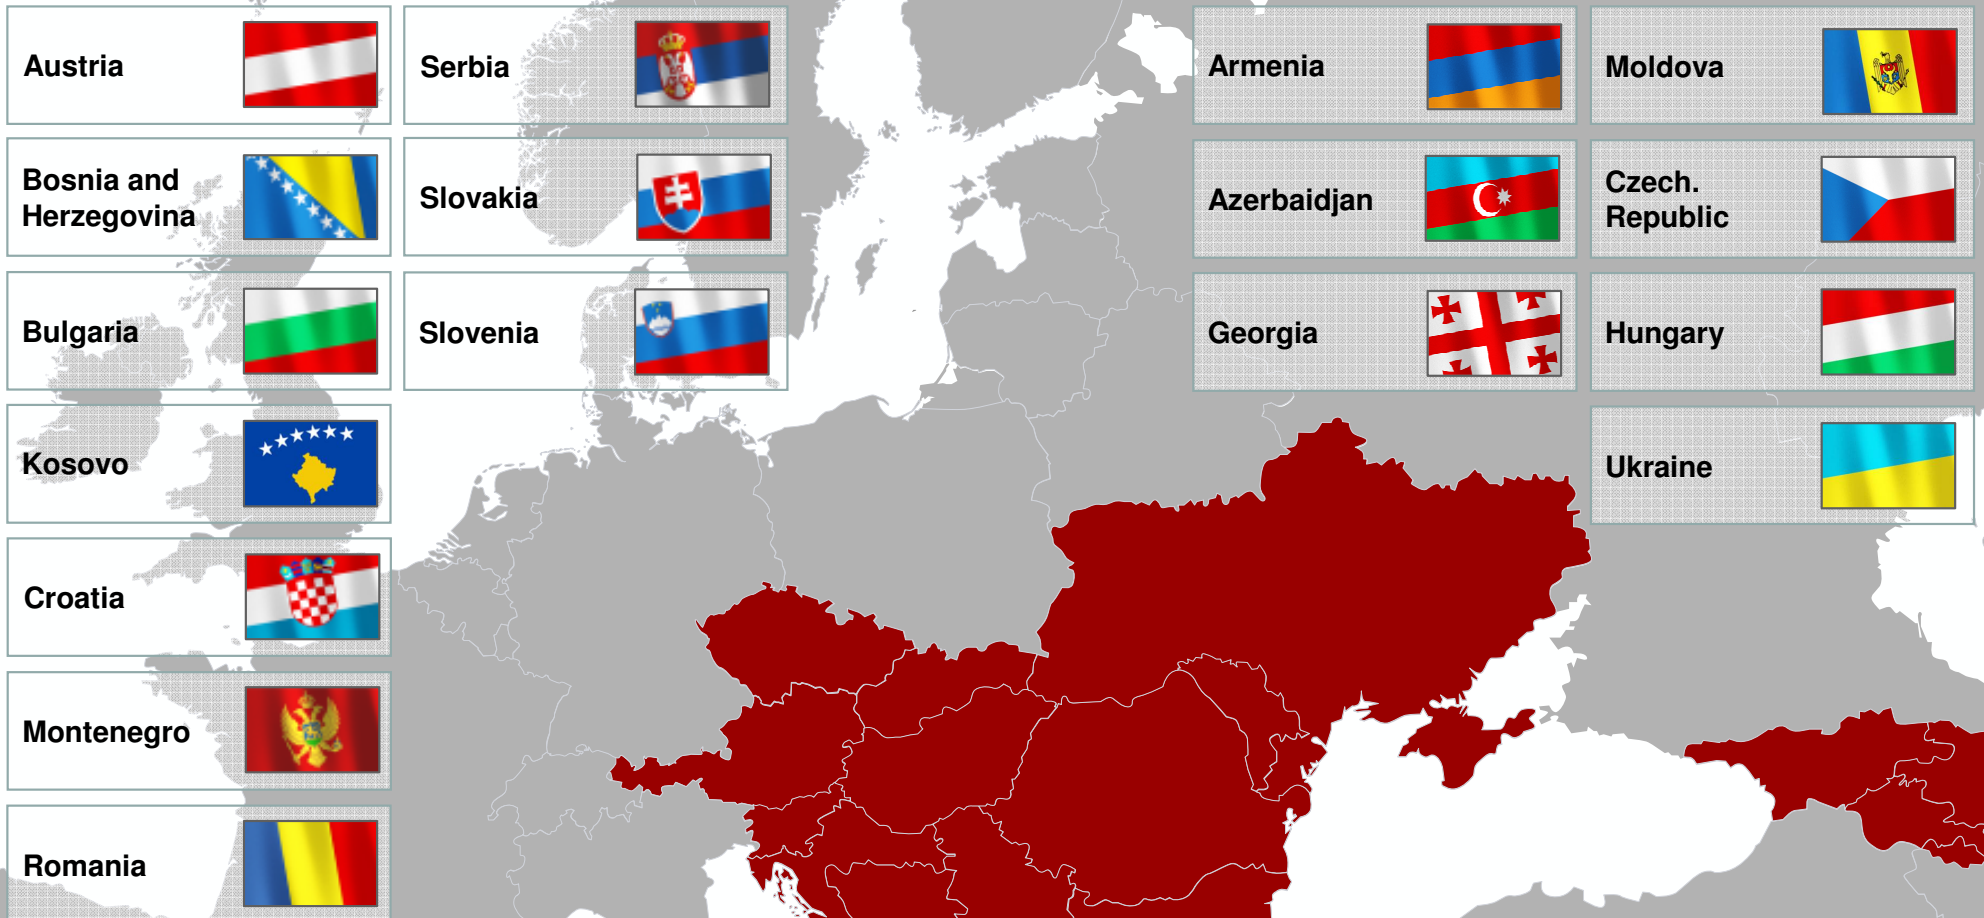 Austria
Bosnia and
Herzegovina
Bulgaria
Kosovo
Croatia
Montenegro
Romania
Serbia
Slovakia
Slovenia
Armenia
Azerbaidjan
Georgia
Moldova
Czech.
Republic
Hungary
Ukraine